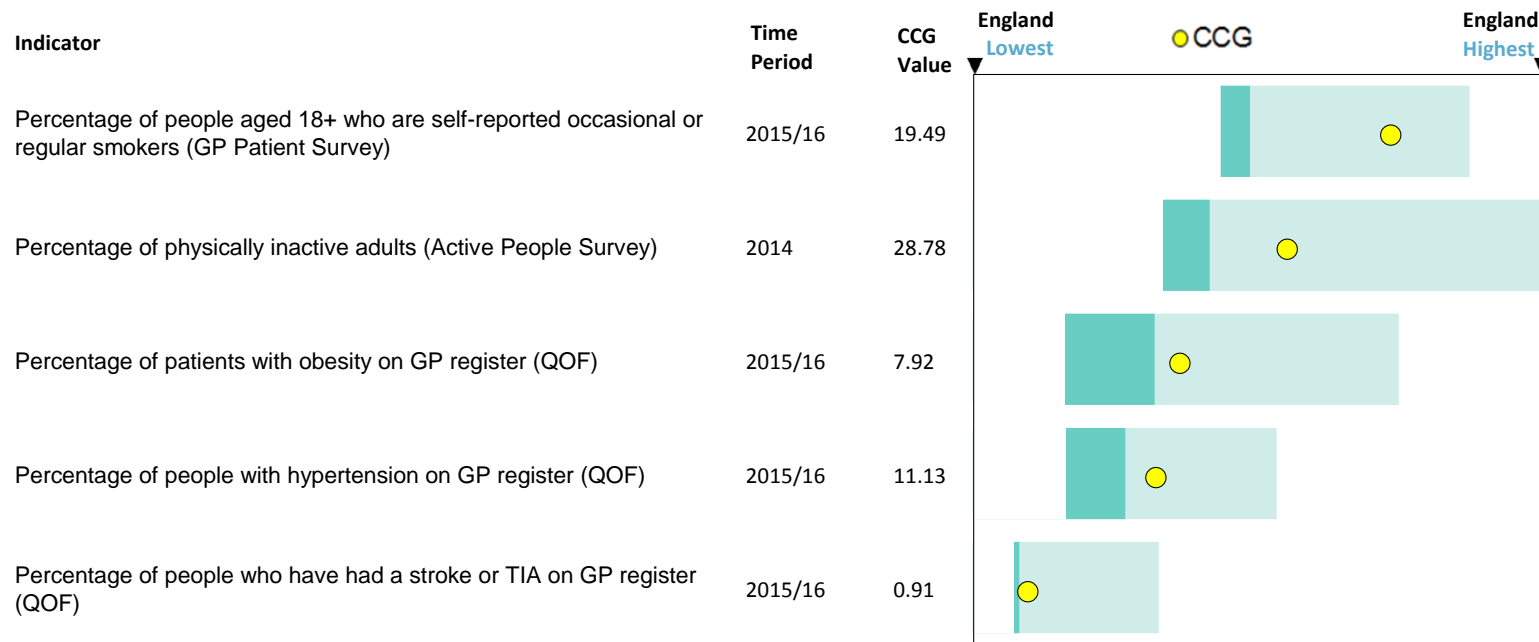 Indicator
Time
Period
CCG
Value
England
Lowest
CCG
England
Highest
Percentage of people aged 18+ who are self-reported occasional or
regular smokers (GP Patient Survey)
2015/16
19.49
Percentage of physically inactive adults (Active People Survey)
2014
28.78
Percentage of patients with obesity on GP register (QOF)
2015/16
7.92
Percentage of people with hypertension on GP register (QOF)
2015/16
11.13
Percentage of people who have had a stroke or TIA on GP register
(QOF)
2015/16
0.91